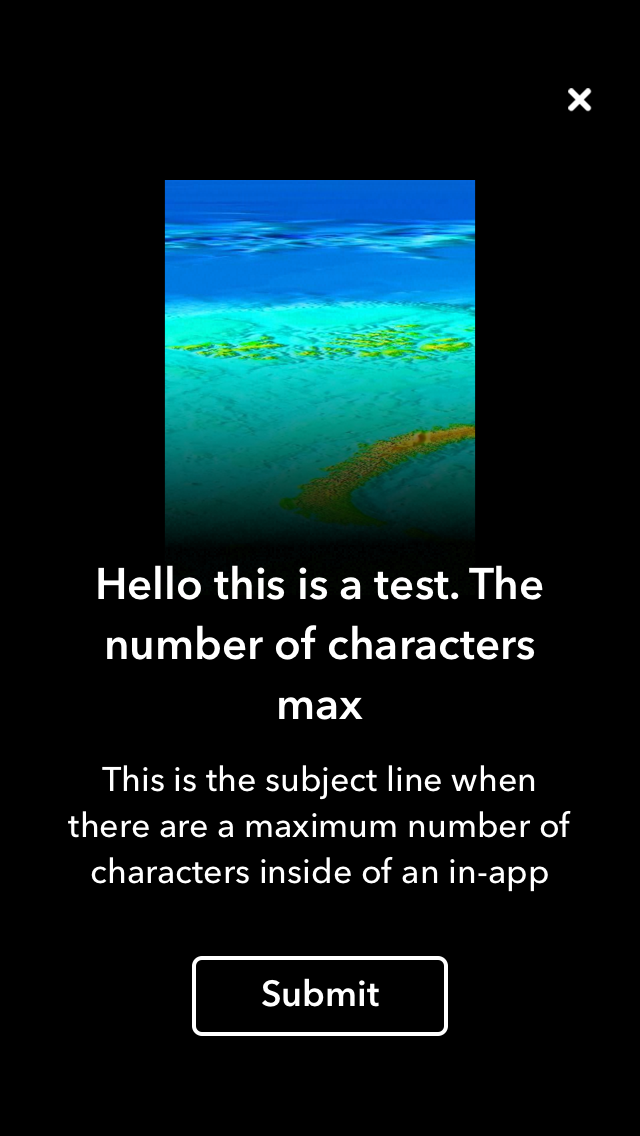 Hello this is a test. The
number of characters
max
This is the subject line when
there are a maximum number of
characters inside of an in-app
Submit